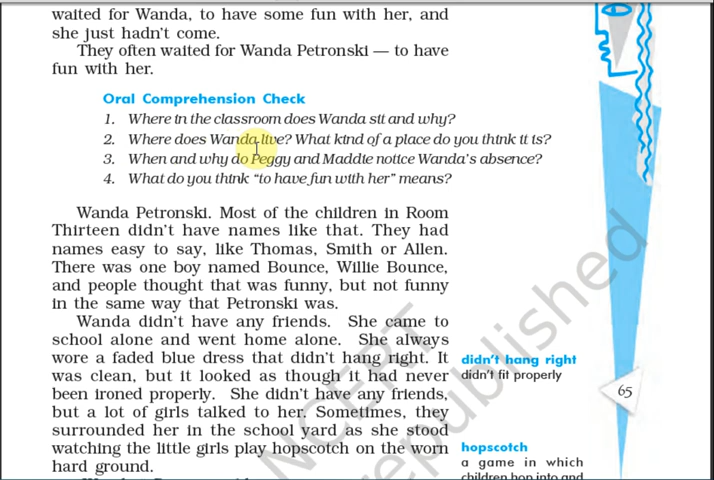 waited for Wanda, to have some fun with her, and
she just hadn't come.
They often waited for Wanda Petronski — to have
fun with her.
Oral Comprehension Check
1. Where in the classroom does Wanda sit and why?
2. Where does Wanda live? What kind of a place do you think it is?
3. When and why do Peggy and Maddie notice Wanda's absence?
4. What do you think “to have fun with her” means?
Wanda Petronski. Most of the children in Room
Thirteen didn't have names like that. They had
names easy to say, like Thomas, Smith or Allen.
There was one boy named Bounce, Willie Bounce,
and people thought that was funny, but not funny
in the same way that Petronski was.
Wanda didn't have any friends. She came to
school alone and went home alone. She always
wore a faded blue dress that didn't hang right. It
was clean, but it looked as though it had never
been ironed properly. She didn't have any friends,
but a lot of girls talked to her. Sometimes, they
surrounded her in the school yard as she stood
watching the little girls play hopscotch on the worn
hard ground.
didn't hang right
didn't fit properly
65
hopscotch
a game in which
children hop into and
NCERT
republished